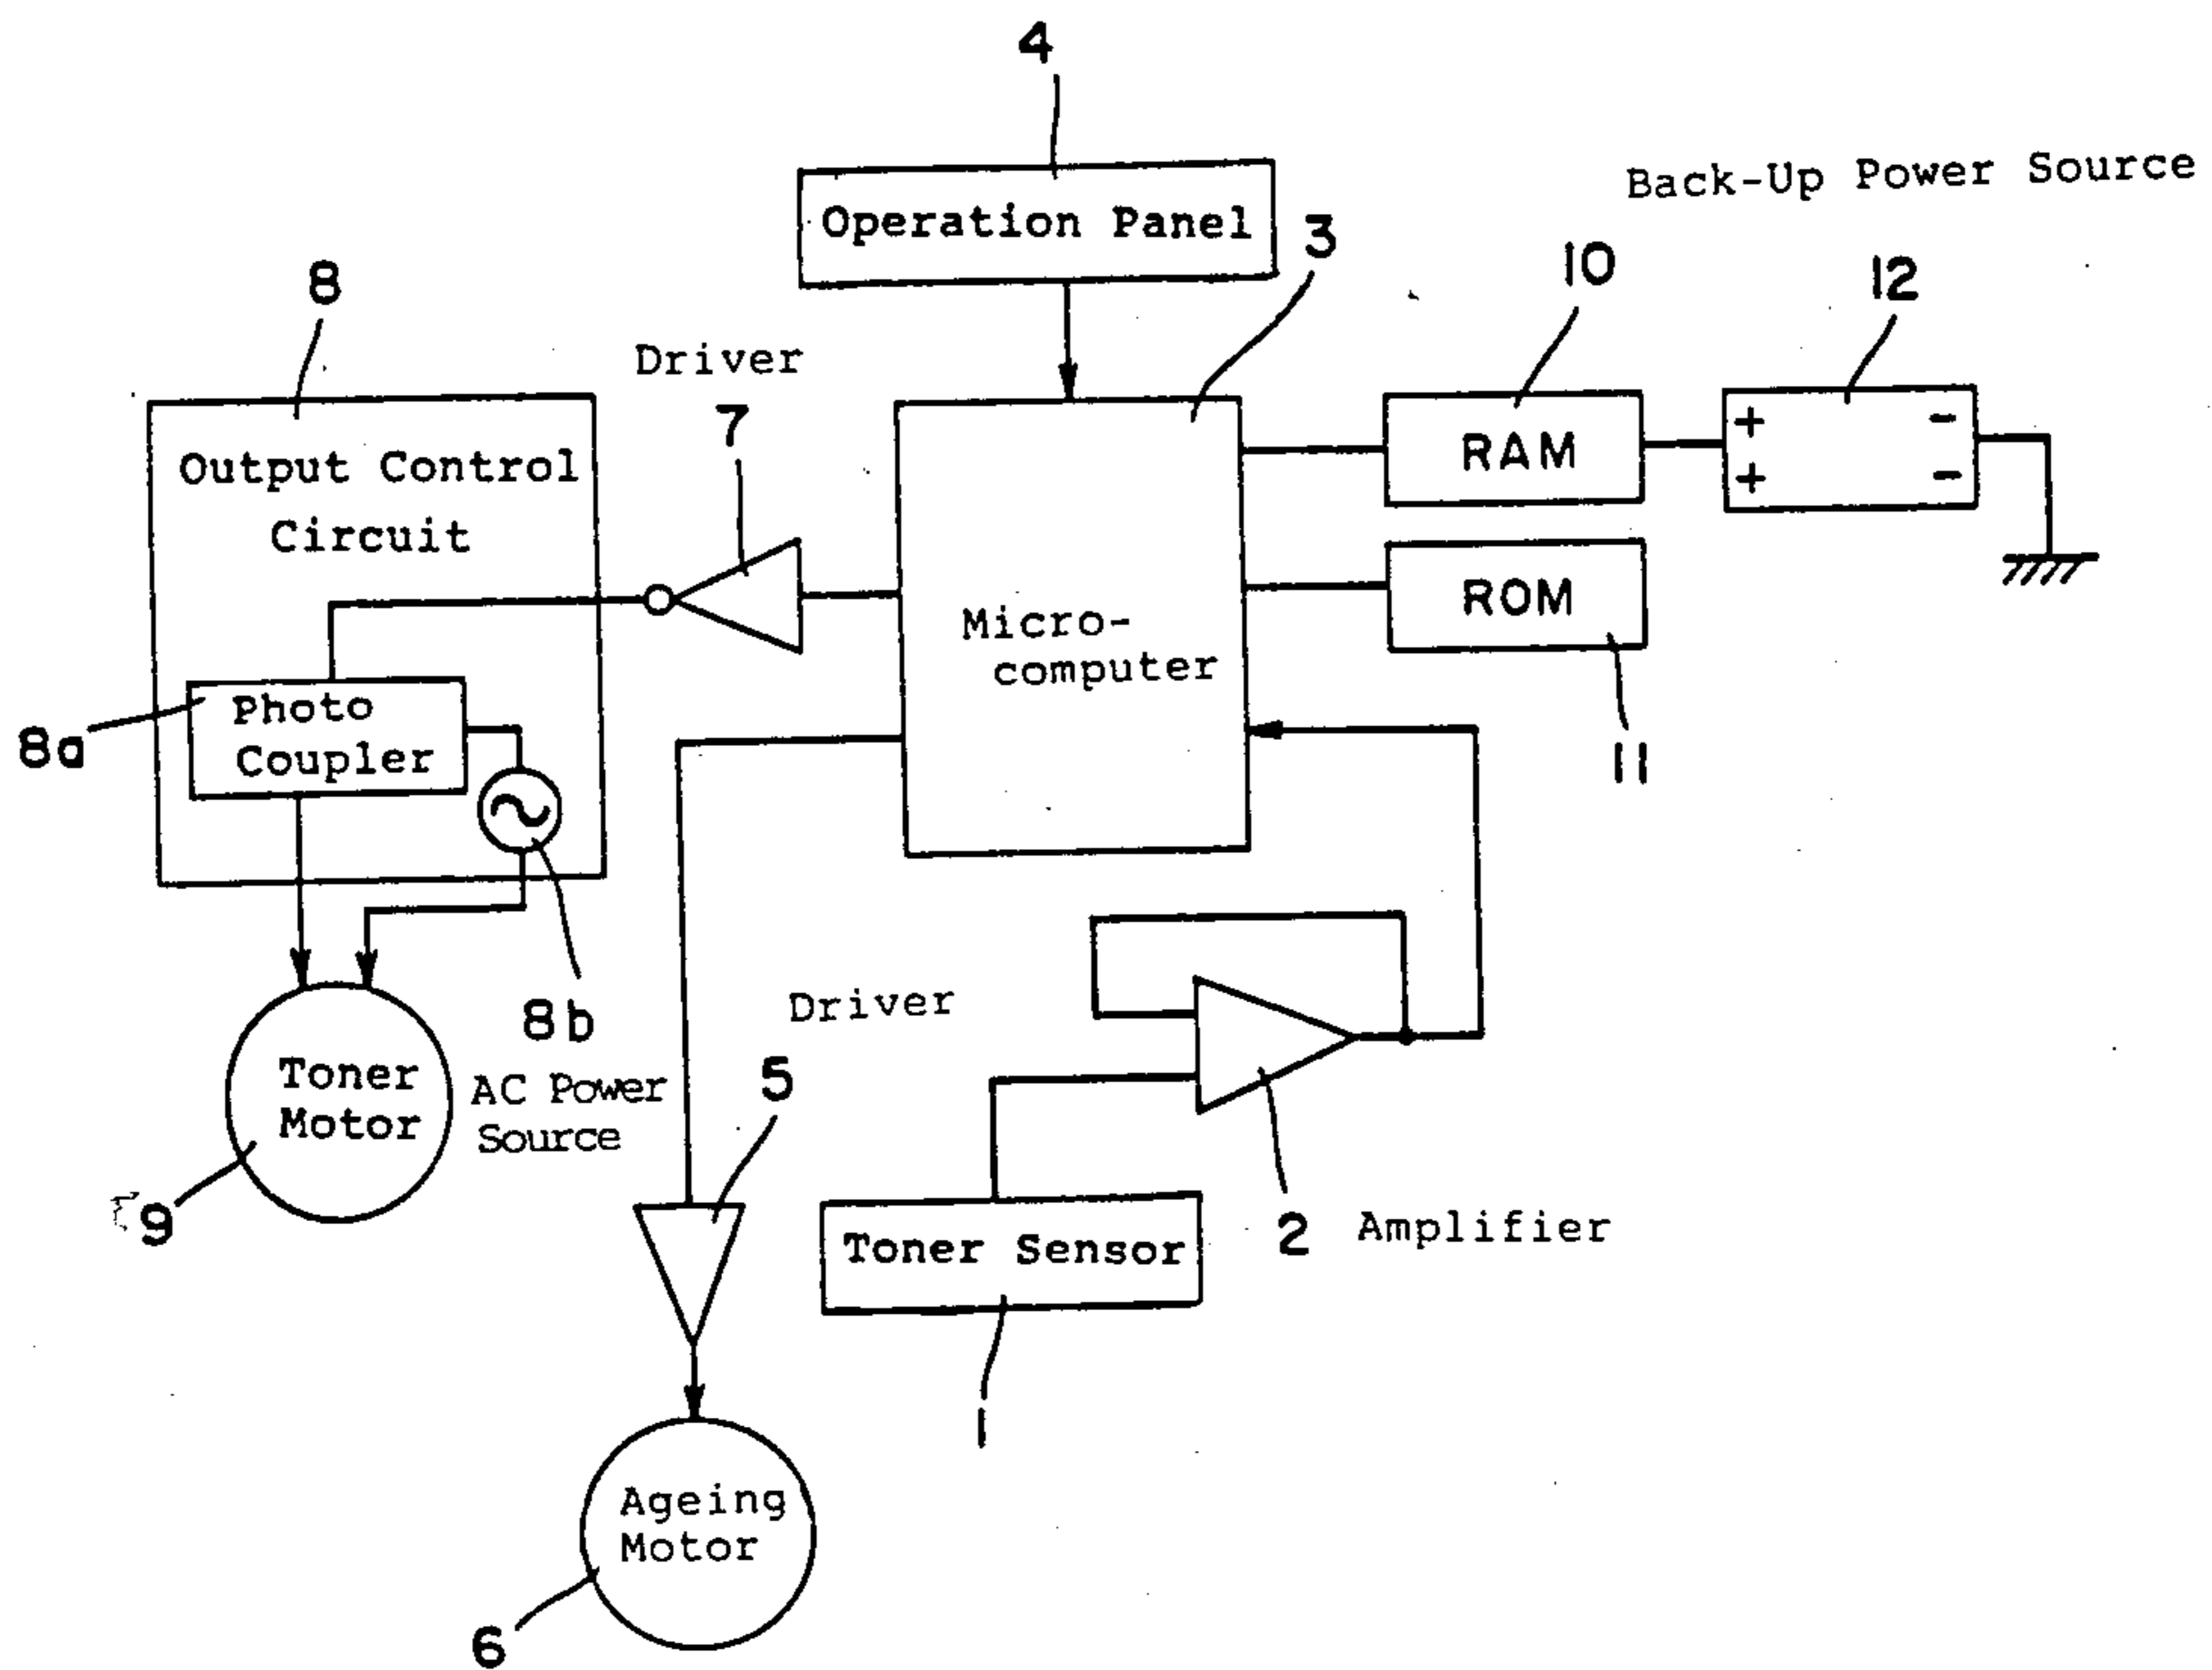 4
Back-Up Power Source
Operation Panel
3
10
12
8
Driver
7
Output Control
Circuit
RAM
+ -
+ -
ROM
Micro-
computer
Photo
Coupler
8a
11
8b
Driver
Toner
Motor
AC Power
Source
5
9
2 Amplifier
Toner Sensor
1
Ageing
Motor
6